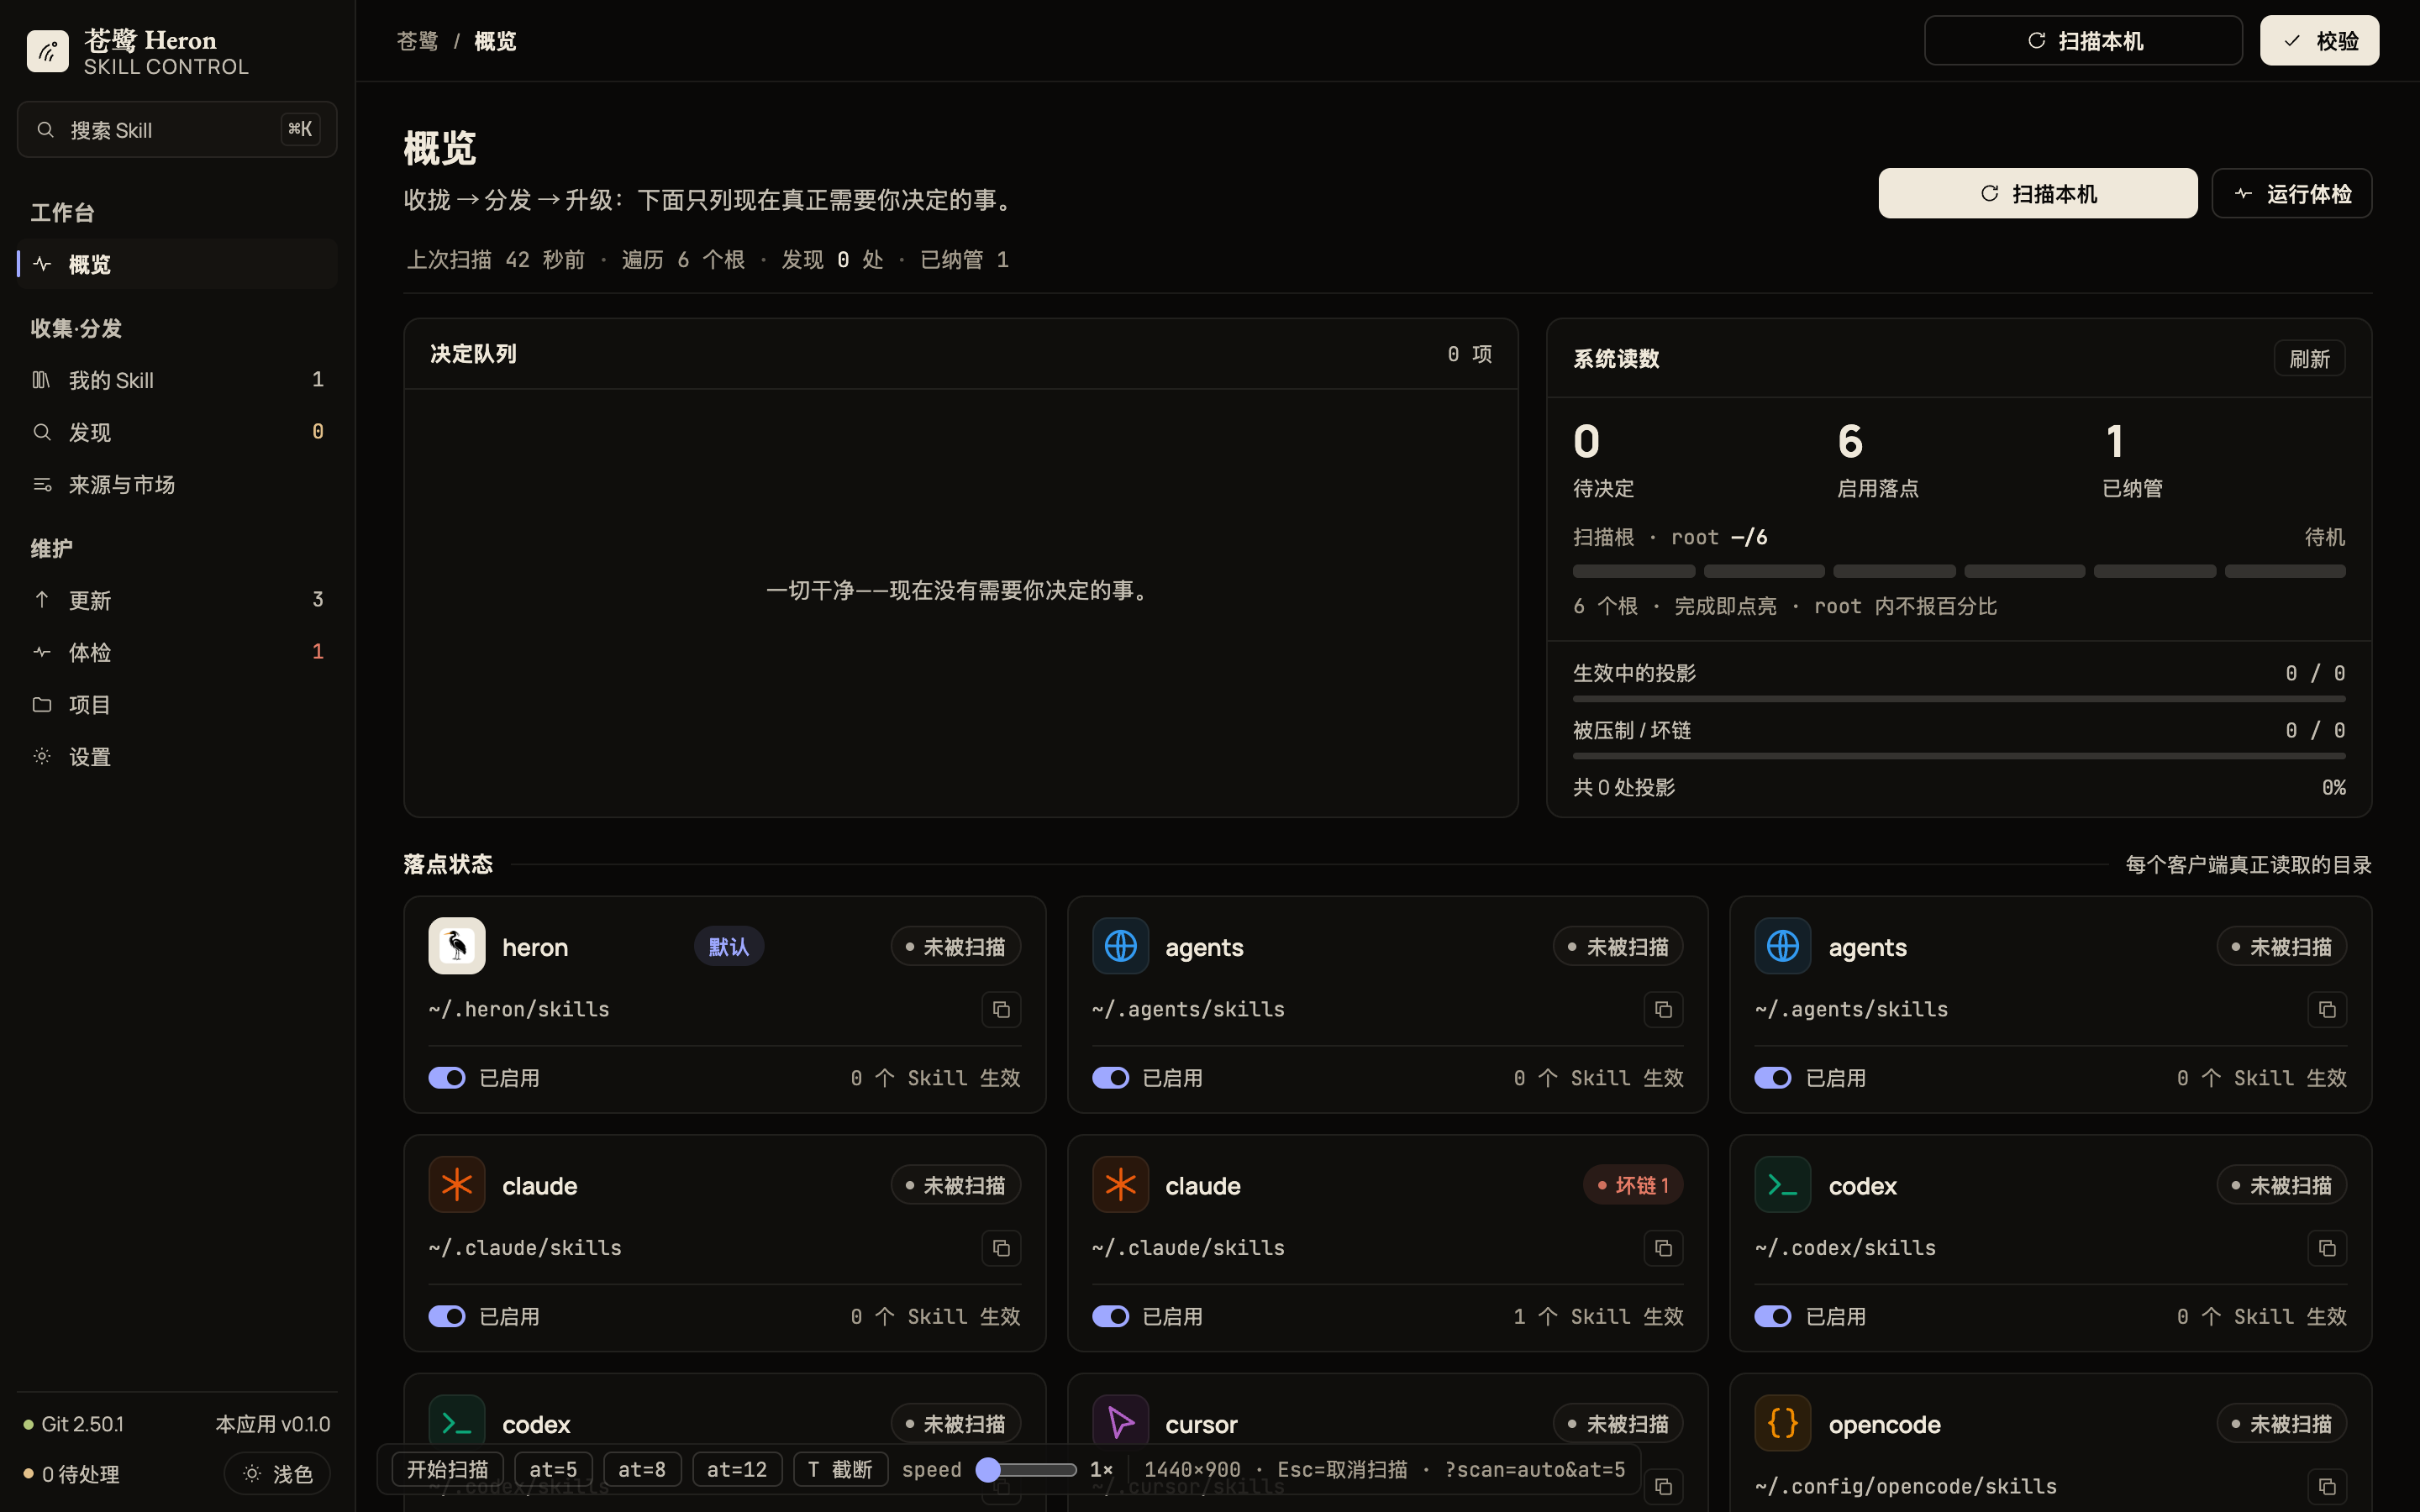 苍鹭 Heron
SKILL CONTROL
搜索 Skill ⌘K
工作台
概览
收集·分发
我的 Skill 1
发现 0
来源与市场
维护
更新 3
体检 1
项目
设置
Git 2.50.1 本应用 v0.1.0
0 待处理 浅色
苍鹭 / 概览 扫描本机 校验
概览
收拢 → 分发 → 升级：下面只列现在真正需要你决定的事。
扫描本机 运行体检
上次扫描 42 秒前 · 遍历 6 个根 · 发现 0 处 · 已纳管 1
决定队列 0 项
一切干净——现在没有需要你决定的事。
系统读数 刷新
0 6 1
待决定 启用落点 已纳管
扫描根 · root —/6 待机
6 个根 · 完成即点亮 · root 内不报百分比
生效中的投影 0 / 0
被压制 / 坏链 0 / 0
共 0 处投影 0%
落点状态 每个客户端真正读取的目录
heron 默认 未被扫描
~/.heron/skills
已启用 0 个 Skill 生效
agents 未被扫描
~/.agents/skills
已启用 0 个 Skill 生效
agents 未被扫描
~/.agents/skills
已启用 0 个 Skill 生效
claude 未被扫描
~/.claude/skills
已启用 0 个 Skill 生效
claude 坏链 1
~/.claude/skills
已启用 1 个 Skill 生效
codex 未被扫描
~/.codex/skills
已启用 0 个 Skill 生效
codex 未被扫描
~/.codex/skills
cursor 未被扫描
~/.cursor/skills
opencode 未被扫描
~/.config/opencode/skills
开始扫描 at=5 at=8 at=12 T 截断 speed 1× 1440×900 · Esc=取消扫描 · ?scan=auto&at=5